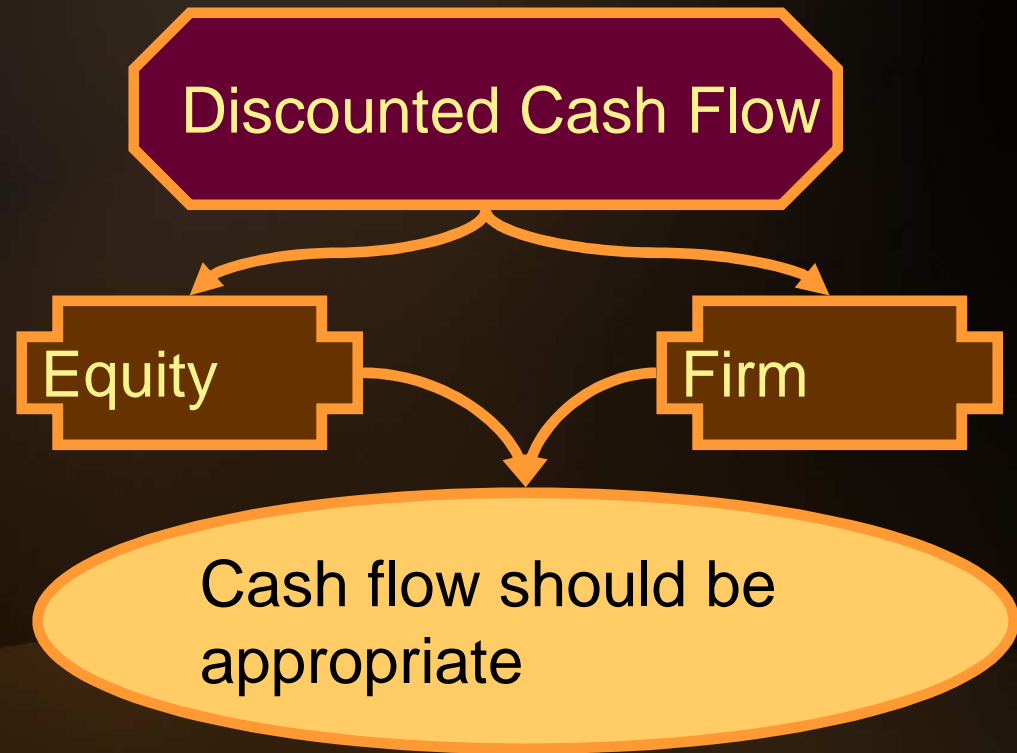 Discounted Cash Flow
Equity
Firm
Cash flow should be
appropriate